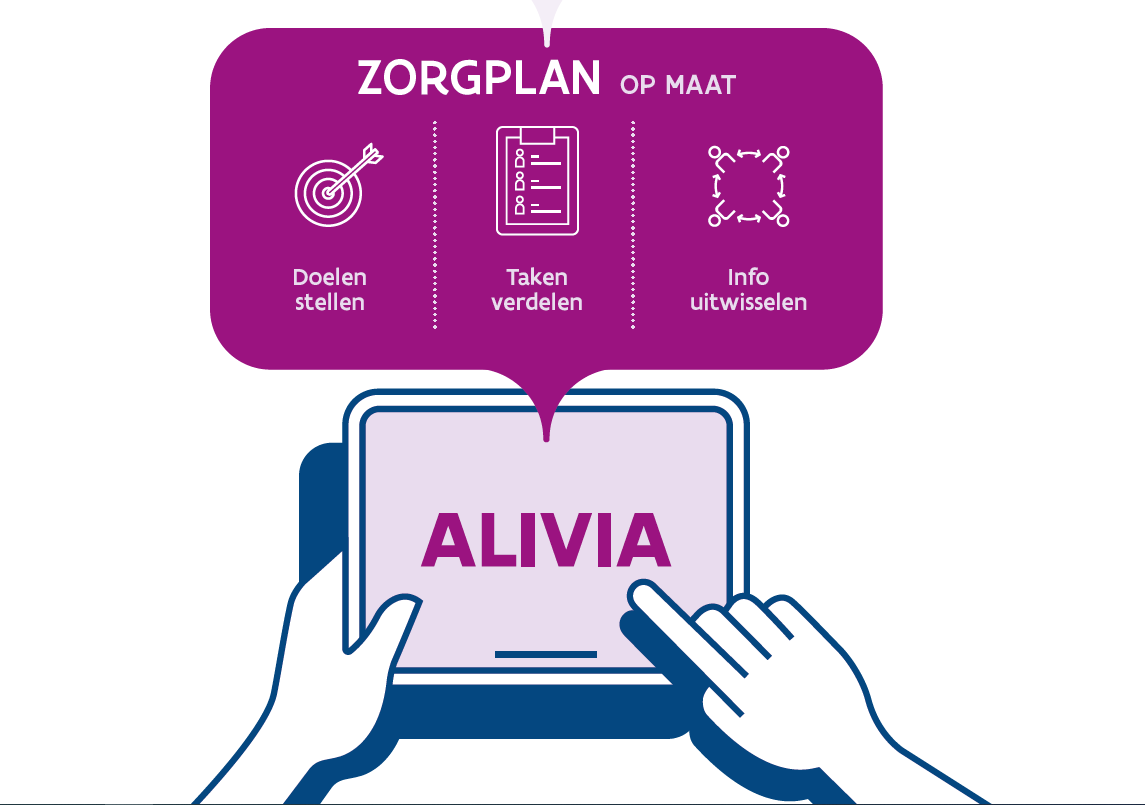 ZORGPLAN OP MAAT
Doelen
stellen
Taken
verdelen
Info
uitwisselen
ALIVIA